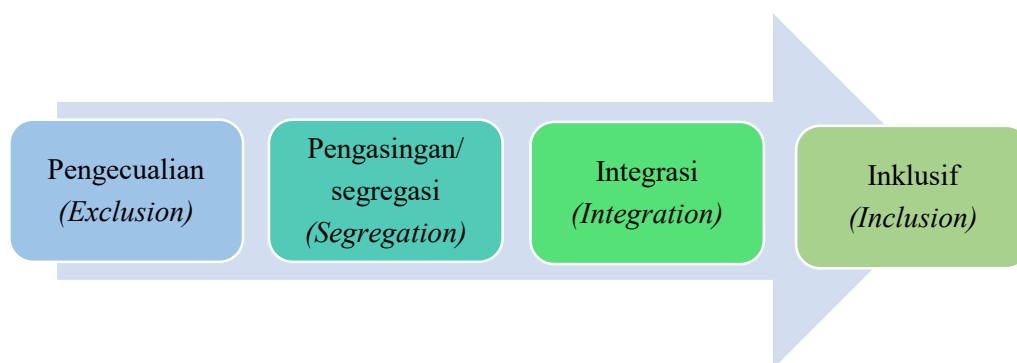 Pengecualian
(Exclusion)
Pengasingan/
segregasi
(Segregation)
Integrasi
(Integration)
Inklusif
(Inclusion)